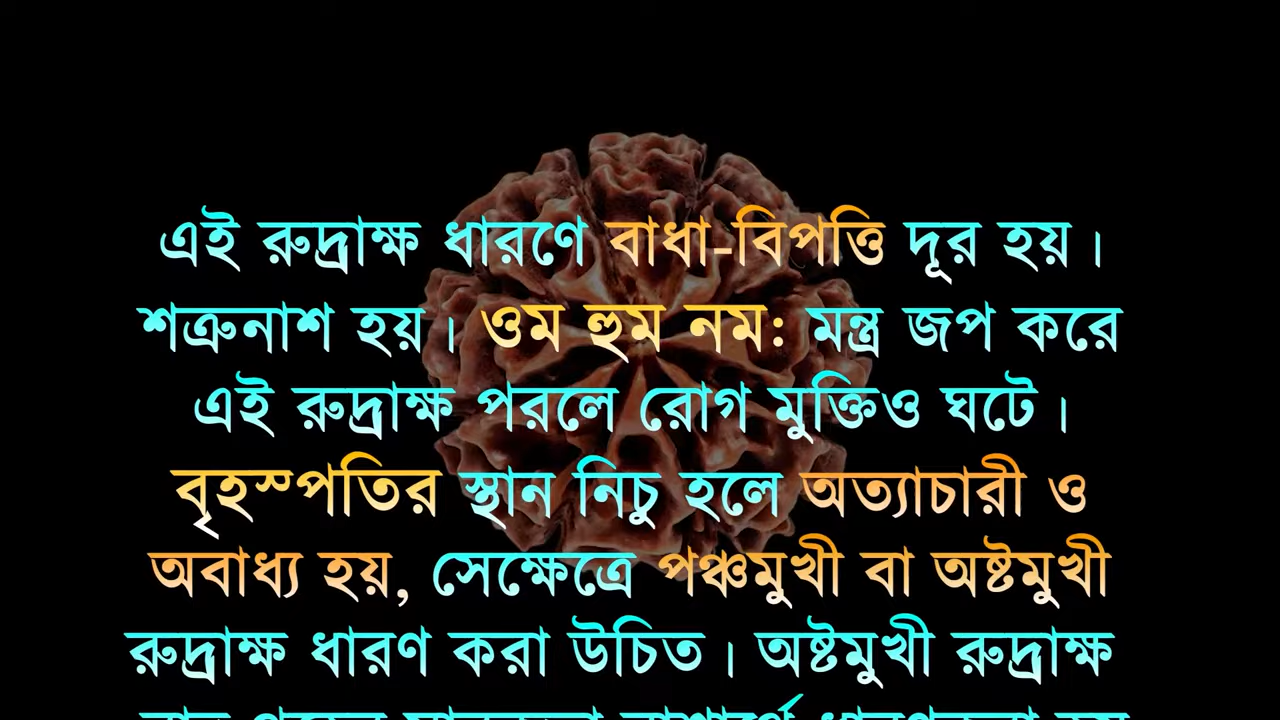 এই রুদ্রাক্ষ ধারণে বাধা-বিপত্তি দূর হয়।
শত্রুনাশ হয়। ওম হুম নমঃ মন্ত্র জপ করে
এই রুদ্রাক্ষ পরলে রোগ মুক্তিও ঘটে।
বৃহস্পতির স্থান নিচু হলে অত্যাচারী ও
অবাধ্য হয়, সেক্ষেত্রে পঞ্চমুখী বা অষ্টমুখী
রুদ্রাক্ষ ধারণ করা উচিত। অষ্টমুখী রুদ্রাক্ষ